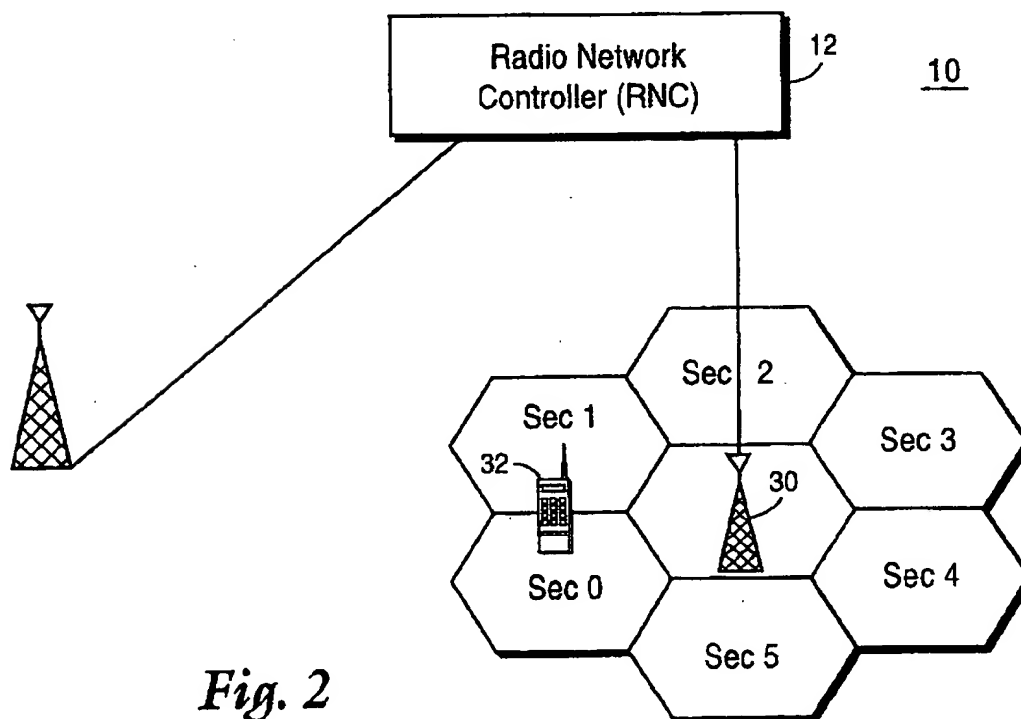 Radio Network
Controller (RNC)
12
10
Sec 2
Sec 1
Sec 3
32
30
Sec 0
Sec 4
Sec 5
Fig. 2